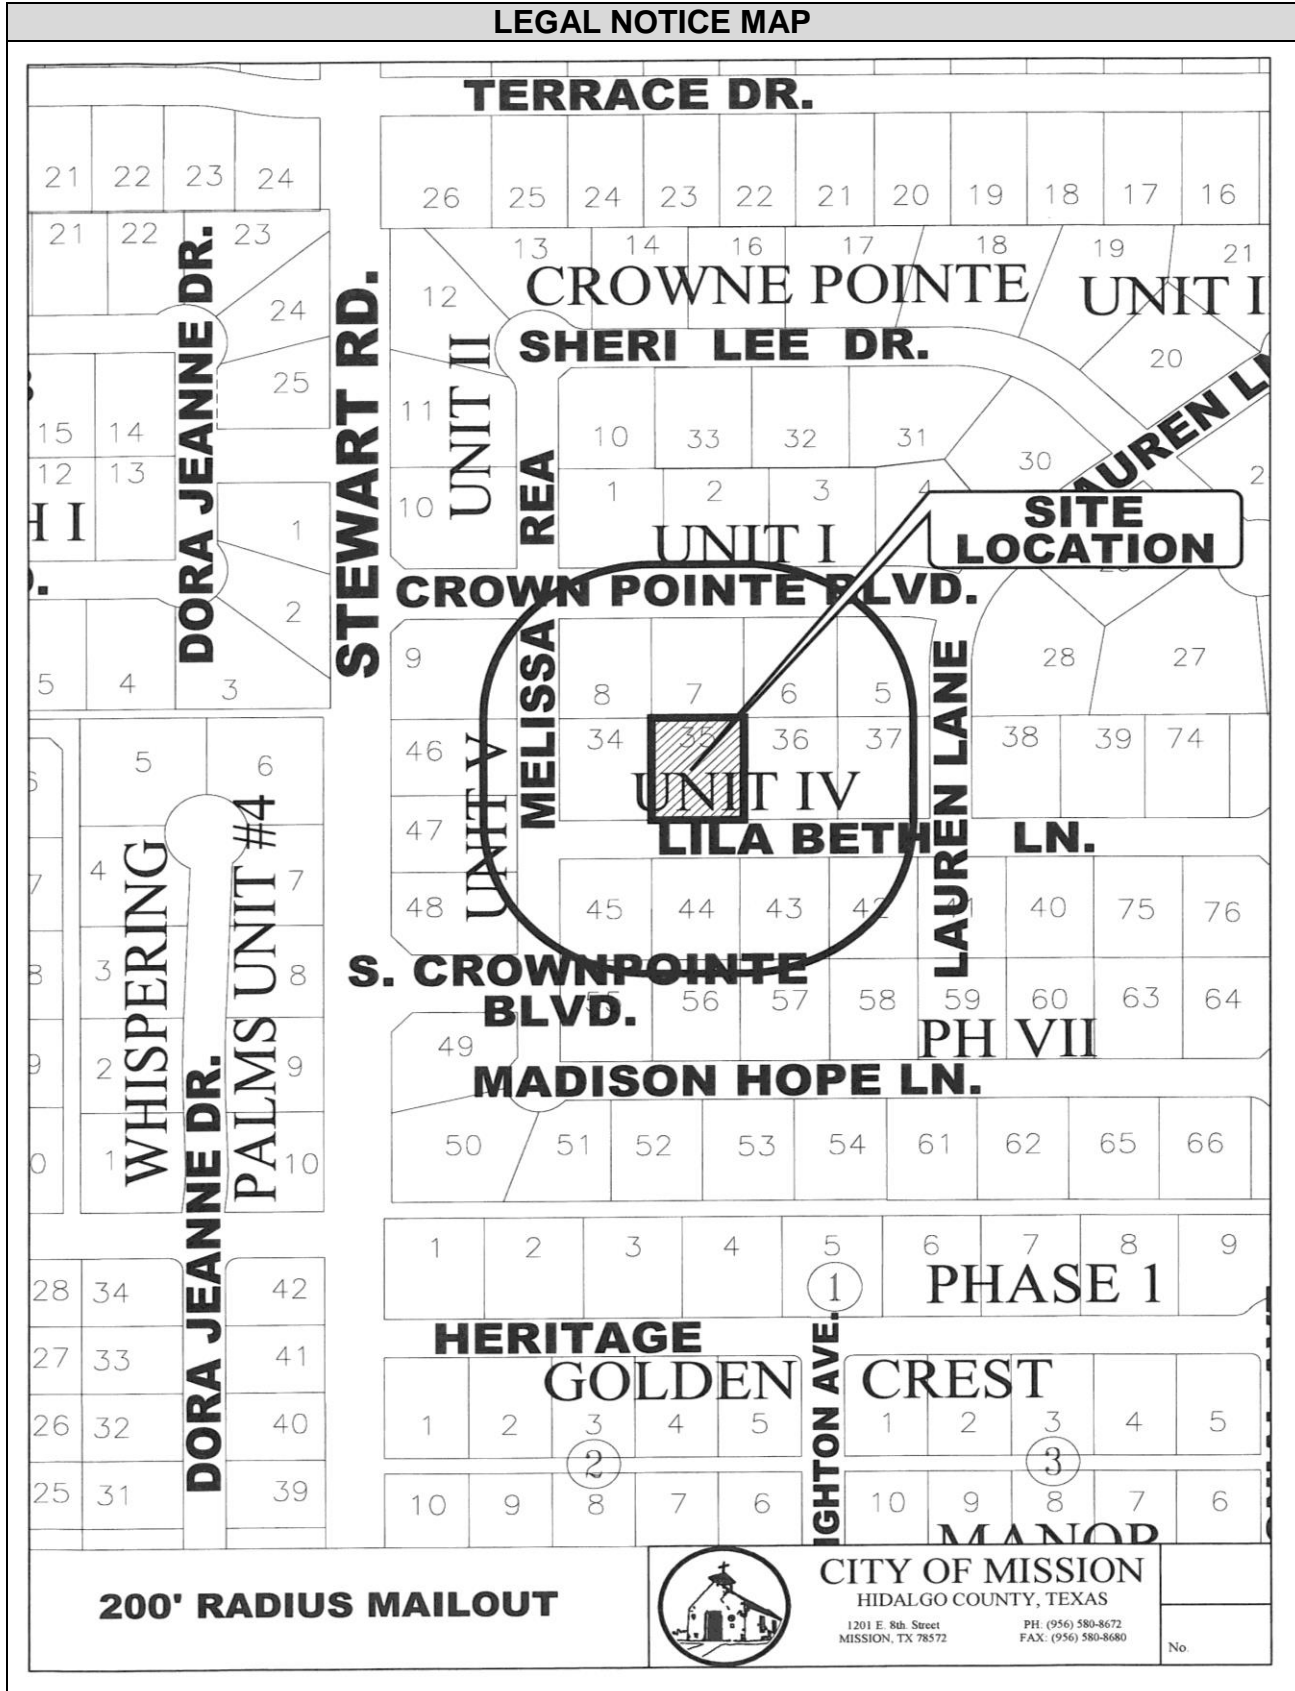 LEGAL NOTICE MAP
TERRACE DR.
21 22 23 24
26 25 24 23 22 21 20 19 18 17 16
21 22 23
13 14 16 17 18 19 21
CROWNE POINTE
UNIT I
12
24
SHERI LEE DR.
20
25
DORA JEANNE DR.
STEWART RD.
UNIT II
11
LAUREN LN
15 14
10 33 32 31
30
12 13
10
1 2 3 4
H I
1
REA
UNIT I
SITE
LOCATION
CROWN POINTE BLVD.
2
MELISSA
9
28 27
5 4 3
8 7 6 5
LAUREN LANE
5 6
46
34 35 36 37
38 39 74
UNIT V
UNIT IV
47
LILA BETH LN.
WHISPERING
PALMS UNIT #4
4 7
48
45 44 43 42 41 40 75 76
3 8
S. CROWNPOINTE
BLVD.
55 56 57 58 59 60 63 64
PH VII
2 9
49
MADISON HOPE LN.
1 10
50 51 52 53 54 61 62 65 66
DORA JEANNE DR.
1 2 3 4 5 6 7 8 9
1
PHASE 1
28 34 42
HERITAGE
27 33 41
GOLDEN CREST
IGHTON AVE.
26 32 40
1 2 3 4 5
1 2 3 4 5
2
3
25 31 39
10 9 8 7 6
10 9 8 7 6
MANOR
200' RADIUS MAILOUT
CITY OF MISSION
HIDALGO COUNTY, TEXAS
1201 E. 8th. Street
MISSION, TX 78572
PH: (956) 580-8672
FAX: (956) 580-8680
No.